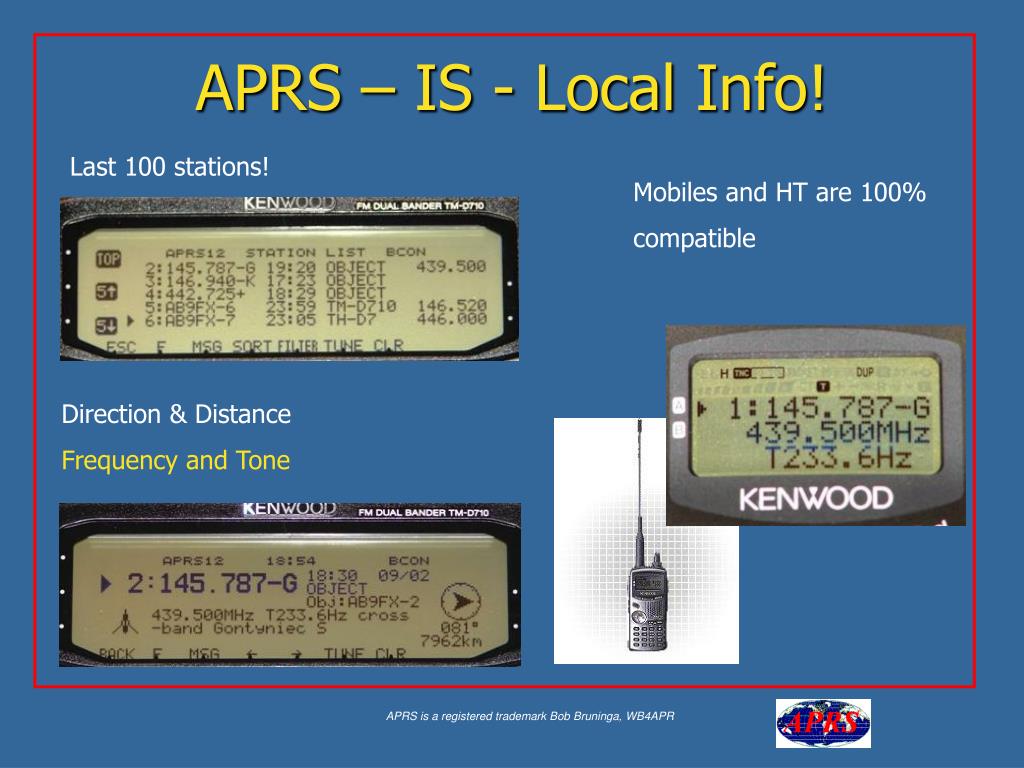 APRS – IS - Local Info!
Last 100 stations!
Mobiles and HT are 100%
compatible
KENWOOD FM DUAL BANDER TM-D710
APRS12 STATION LIST BCON
TOP
2:145.787-G 19:20 OBJECT 439.500
3:146.940-K 17:23 OBJECT
5↑
4:442.725+ 18:29 OBJECT
5:AB9FX-6 23:59 TM-D710 146.520
5↓
6:AB9FX-7 23:05 TH-D7 446.000
ESC F MSG SORT FILTER TUNE CLR
H TNC DUP
T
A
1:145.787-G
B
439.500MHz
T233.6Hz
KENWOOD
Direction & Distance
Frequency and Tone
KENWOOD FM DUAL BANDER TM-D710
APRS12 18:54 BCON
2:145.787-G 18:30 09/02
OBJECT
Obj:AB9FX-2
439.500MHz T233.6Hz cross
-band Gontyniec S 081°
7962km
BACK F MSG ← → TUNE CLR
APRS is a registered trademark Bob Bruninga, WB4APR
APRS